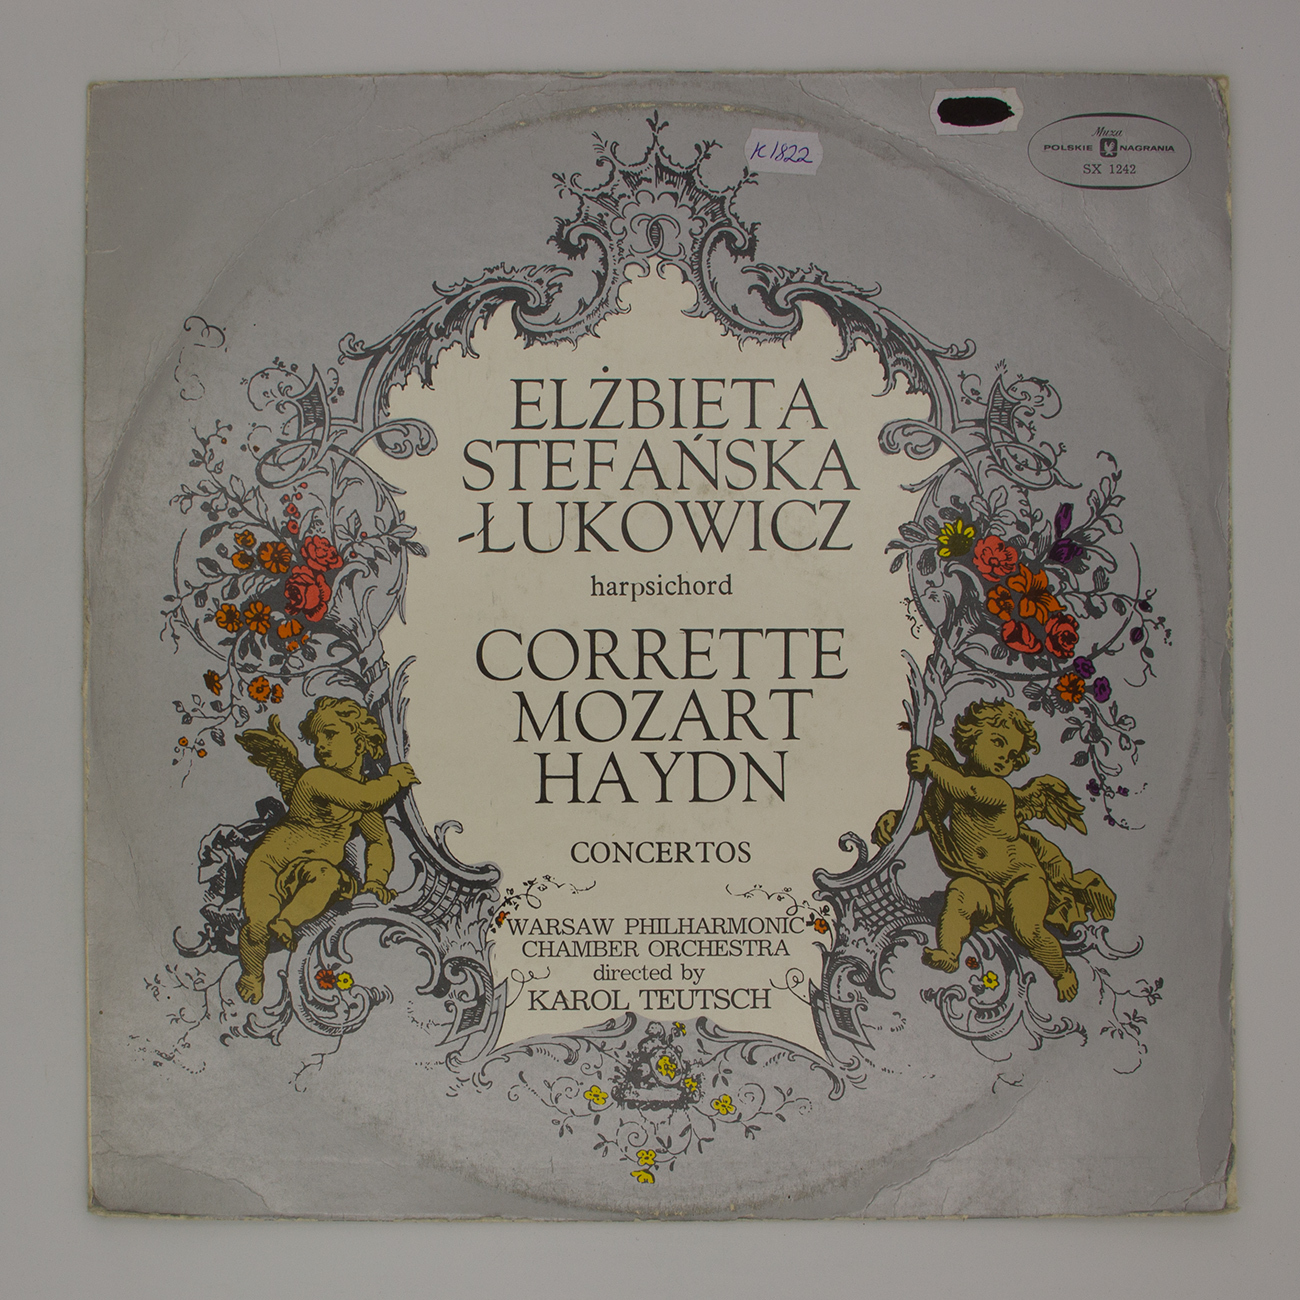 K1822
Muza
POLSKIE NAGRANIA
SX 1242
ELŻBIETA
STEFAŃSKA
-ŁUKOWICZ
harpsichord
CORRETTE
MOZART
HAYDN
CONCERTOS
WARSAW PHILHARMONIC
CHAMBER ORCHESTRA
directed by
KAROL TEUTSCH